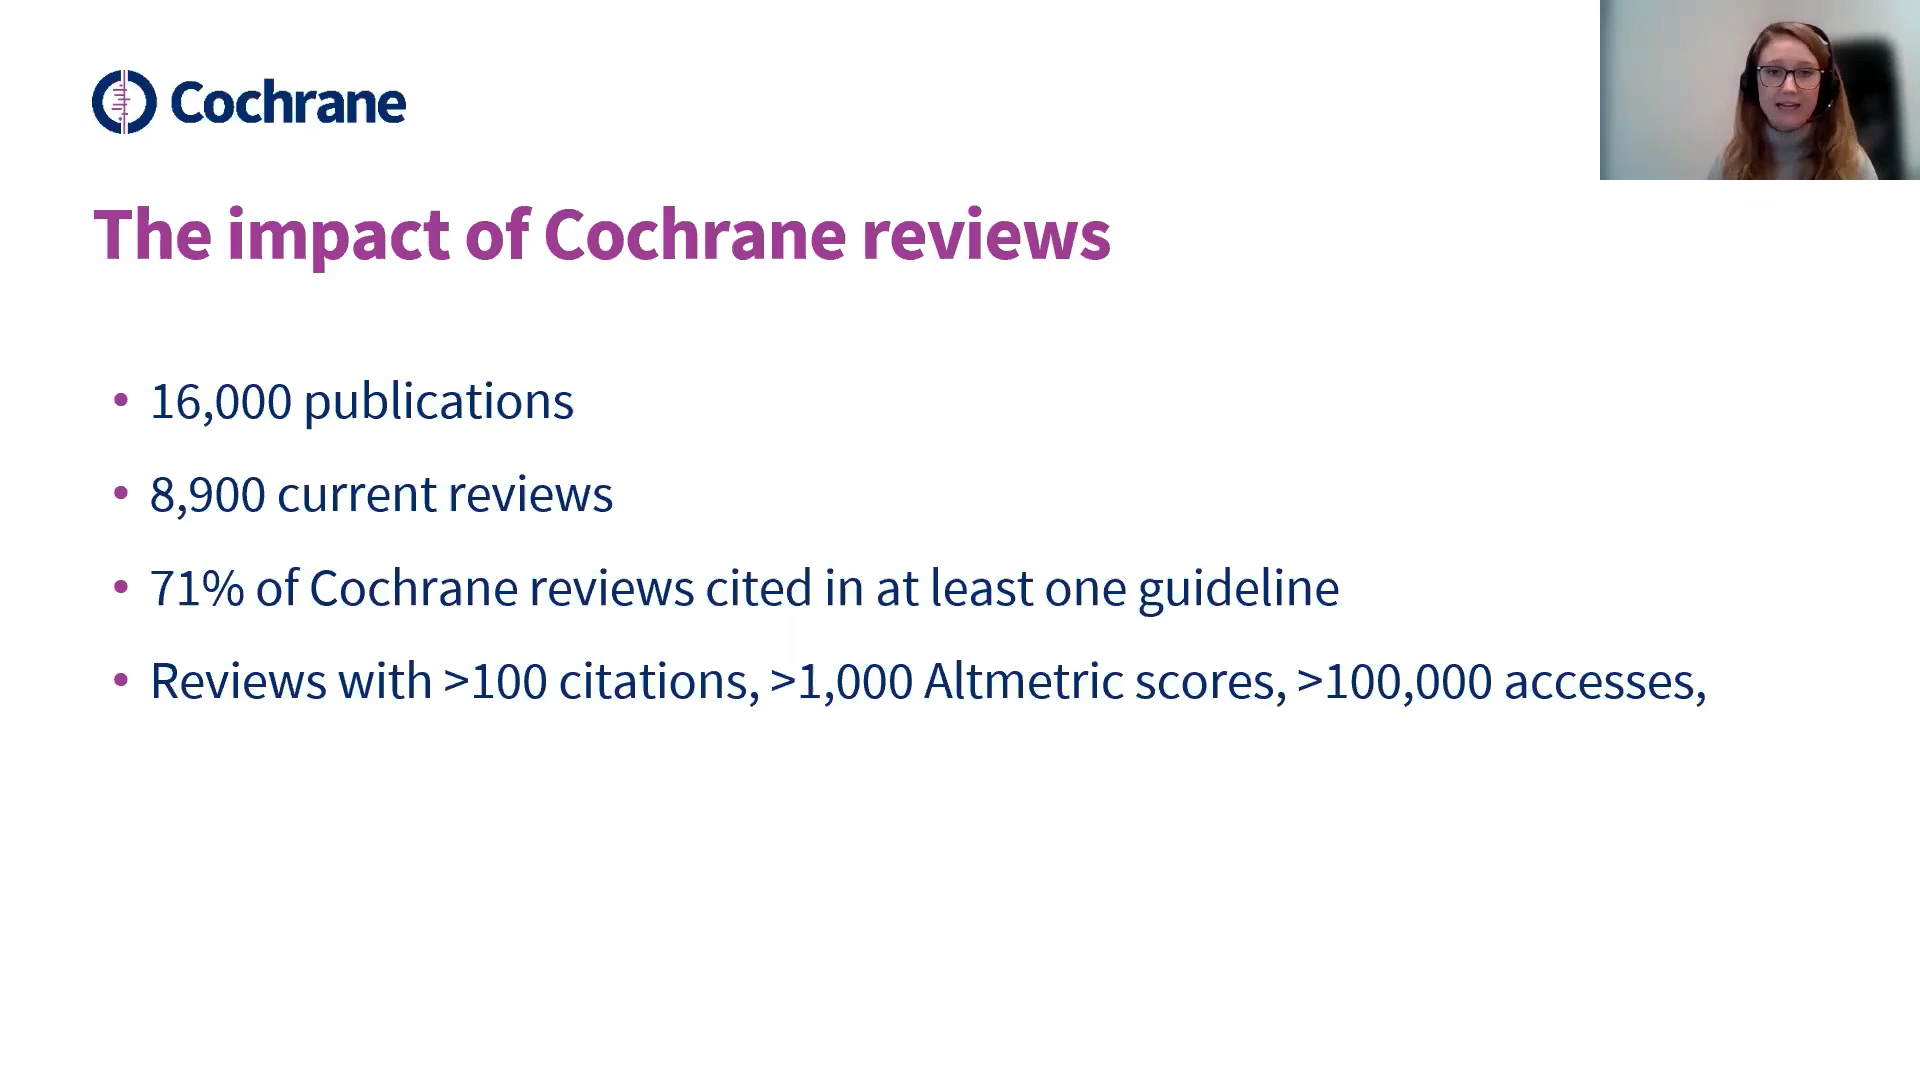 Cochrane
The impact of Cochrane reviews
• 16,000 publications
• 8,900 current reviews
• 71% of Cochrane reviews cited in at least one guideline
• Reviews with >100 citations, >1,000 Altmetric scores, >100,000 accesses,